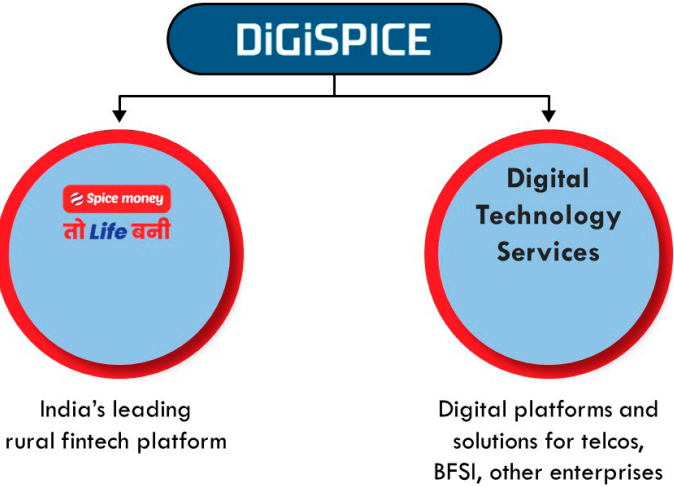 DiGiSPICE
Spice money
तो Life बनी
Digital
Technology
Services
India’s leading
rural fintech platform
Digital platforms and
solutions for telcos,
BFSI, other enterprises